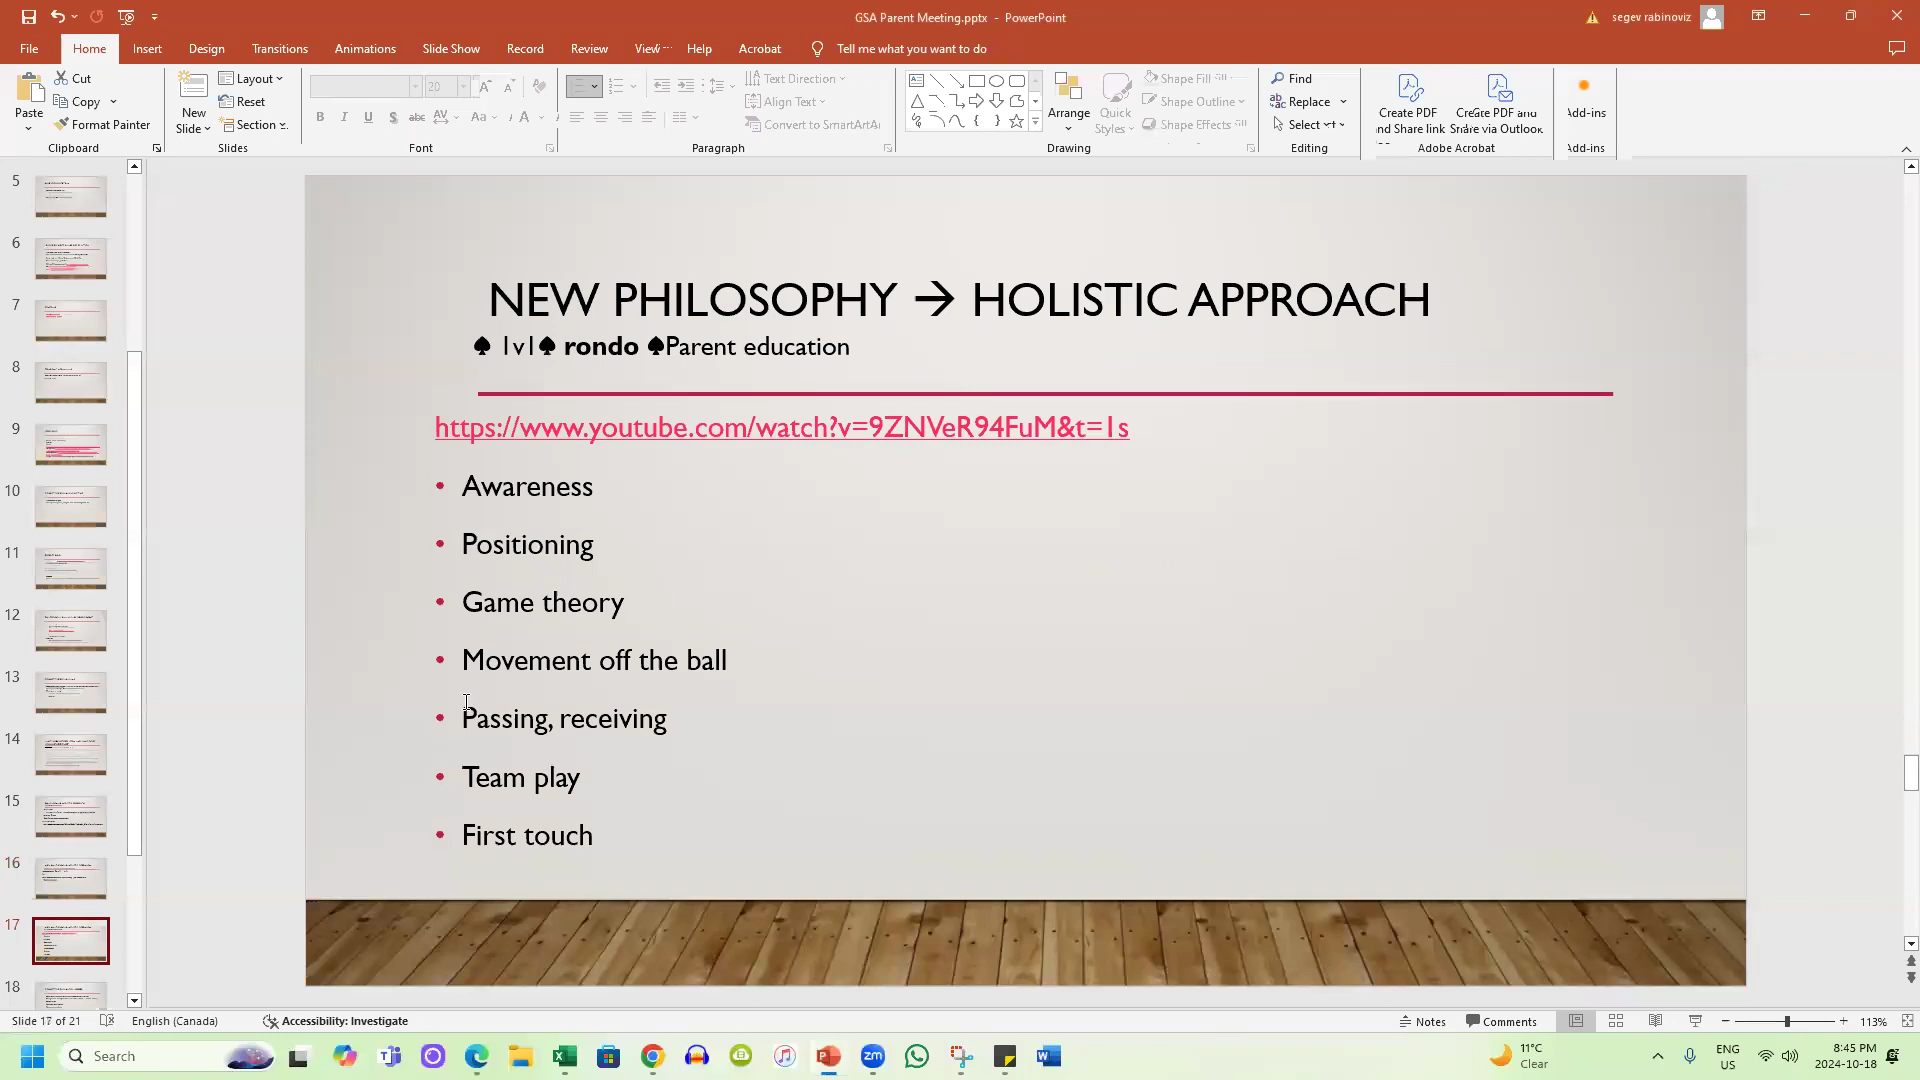 GSA Parent Meeting.pptx - PowerPoint
segev rabinoviz
File Home Insert Design Transitions Animations Slide Show Record Review View Help Acrobat Tell me what you want to do
Cut
Copy
Format Painter
Paste
Clipboard
New Slide
Layout
Reset
Section
Slides
20
Font
Text Direction
Align Text
Convert to SmartArt
Paragraph
Arrange
Quick Styles
Shape Fill
Shape Outline
Shape Effects
Drawing
Find
Replace
Select
Editing
Create PDF and Share link
Create PDF and Share via Outlook
Adobe Acrobat
Add-ins
Add-ins
5
6
7
8
9
10
11
12
13
14
15
16
17
18
NEW PHILOSOPHY → HOLISTIC APPROACH
♠ 1v1♠ rondo ♠Parent education
https://www.youtube.com/watch?v=9ZNVeR94FuM&t=1s
• Awareness
• Positioning
• Game theory
• Movement off the ball
• Passing, receiving
• Team play
• First touch
Slide 17 of 21 English (Canada) Accessibility: Investigate Notes Comments 113%
Search
11°C
Clear
ENG
US
8:45 PM
2024-10-18